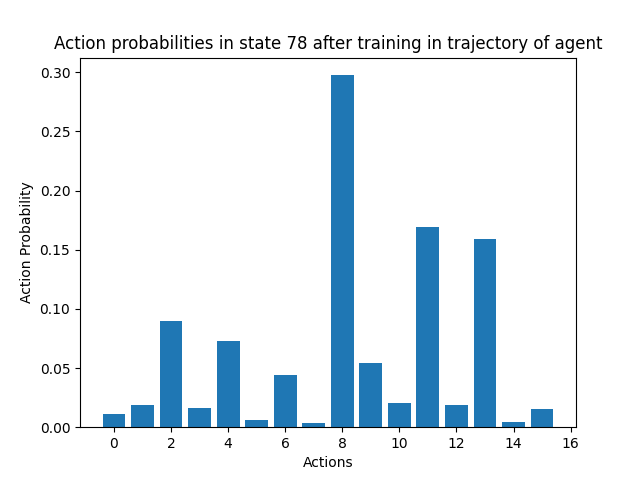 Action probabilities in state 78 after training in trajectory of agent
0.30
0.25
0.20
0.15
0.10
0.05
0.00
Action Probability
0 2 4 6 8 10 12 14 16
Actions